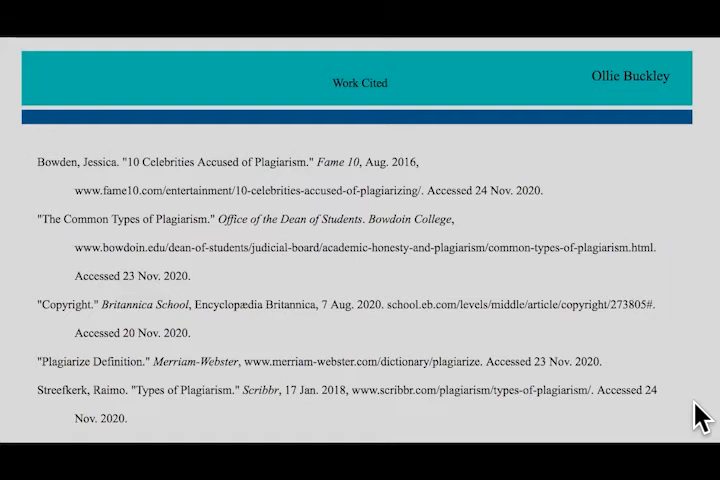 Ollie Buckley
Work Cited
Bowden, Jessica. "10 Celebrities Accused of Plagiarism." Fame 10, Aug. 2016,
www.fame10.com/entertainment/10-celebrities-accused-of-plagiarizing/. Accessed 24 Nov. 2020.
"The Common Types of Plagiarism." Office of the Dean of Students. Bowdoin College,
www.bowdoin.edu/dean-of-students/judicial-board/academic-honesty-and-plagiarism/common-types-of-plagiarism.html.
Accessed 23 Nov. 2020.
"Copyright." Britannica School, Encyclopædia Britannica, 7 Aug. 2020. school.eb.com/levels/middle/article/copyright/273805#.
Accessed 20 Nov. 2020.
"Plagiarize Definition." Merriam-Webster, www.merriam-webster.com/dictionary/plagiarize. Accessed 23 Nov. 2020.
Streefkerk, Raimo. "Types of Plagiarism." Scribbr, 17 Jan. 2018, www.scribbr.com/plagiarism/types-of-plagiarism/. Accessed 24
Nov. 2020.